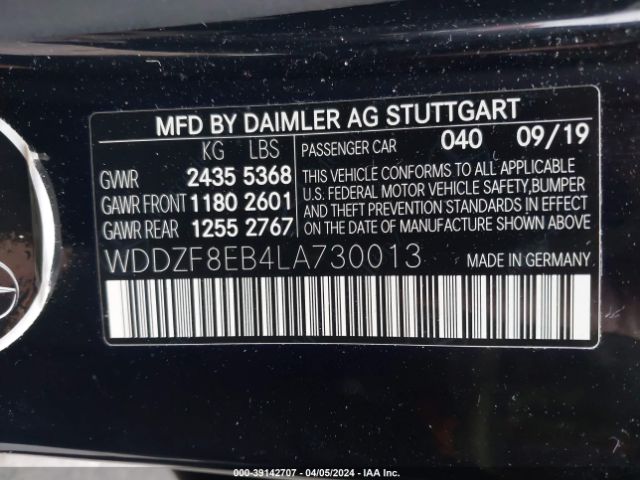 MFD BY DAIMLER AG STUTTGART
KG LBS PASSENGER CAR 040 09/19
GVWR 2435 5368
GAWR FRONT 1180 2601
GAWR REAR 1255 2767
THIS VEHICLE CONFORMS TO ALL APPLICABLE
U.S. FEDERAL MOTOR VEHICLE SAFETY,BUMPER
AND THEFT PREVENTION STANDARDS IN EFFECT
ON DATE OF MANUFACTURE SHOWN ABOVE
WDDZF8EB4LA730013 MADE IN GERMANY
000-39142707 - 04/05/2024 - IAA Inc.